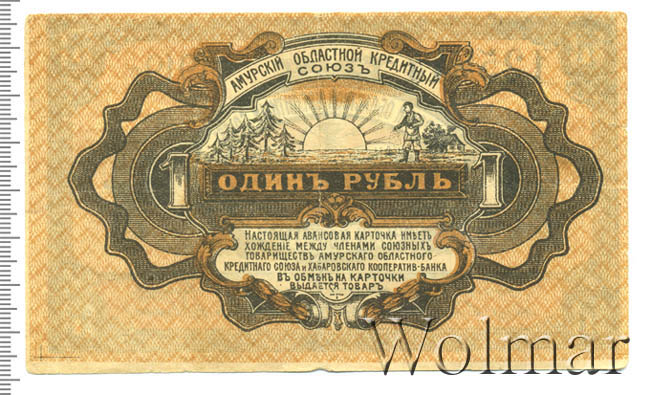 АМУРСКІЙ ОБЛАСТНОЙ КРЕДИТНЫЙ
СОЮЗЪ
1 ОДИНЪ РУБЛЬ 1
НАСТОЯЩАЯ АВАНСОВАЯ КАРТОЧКА ИМѢЕТЪ
ХОЖДЕНІЕ МЕЖДУ ЧЛЕНАМИ СОЮЗНЫХЪ
ТОВАРИЩЕСТВЪ АМУРСКАГО ОБЛАСТНОГО
КРЕДИТНАГО СОЮЗА И ХАБАРОВСКАГО КООПЕРАТИВ-БАНКА
ВЪ ОБМѢНЪ НА КАРТОЧКИ
ВЫДАЕТСЯ ТОВАРЪ
Wolmar